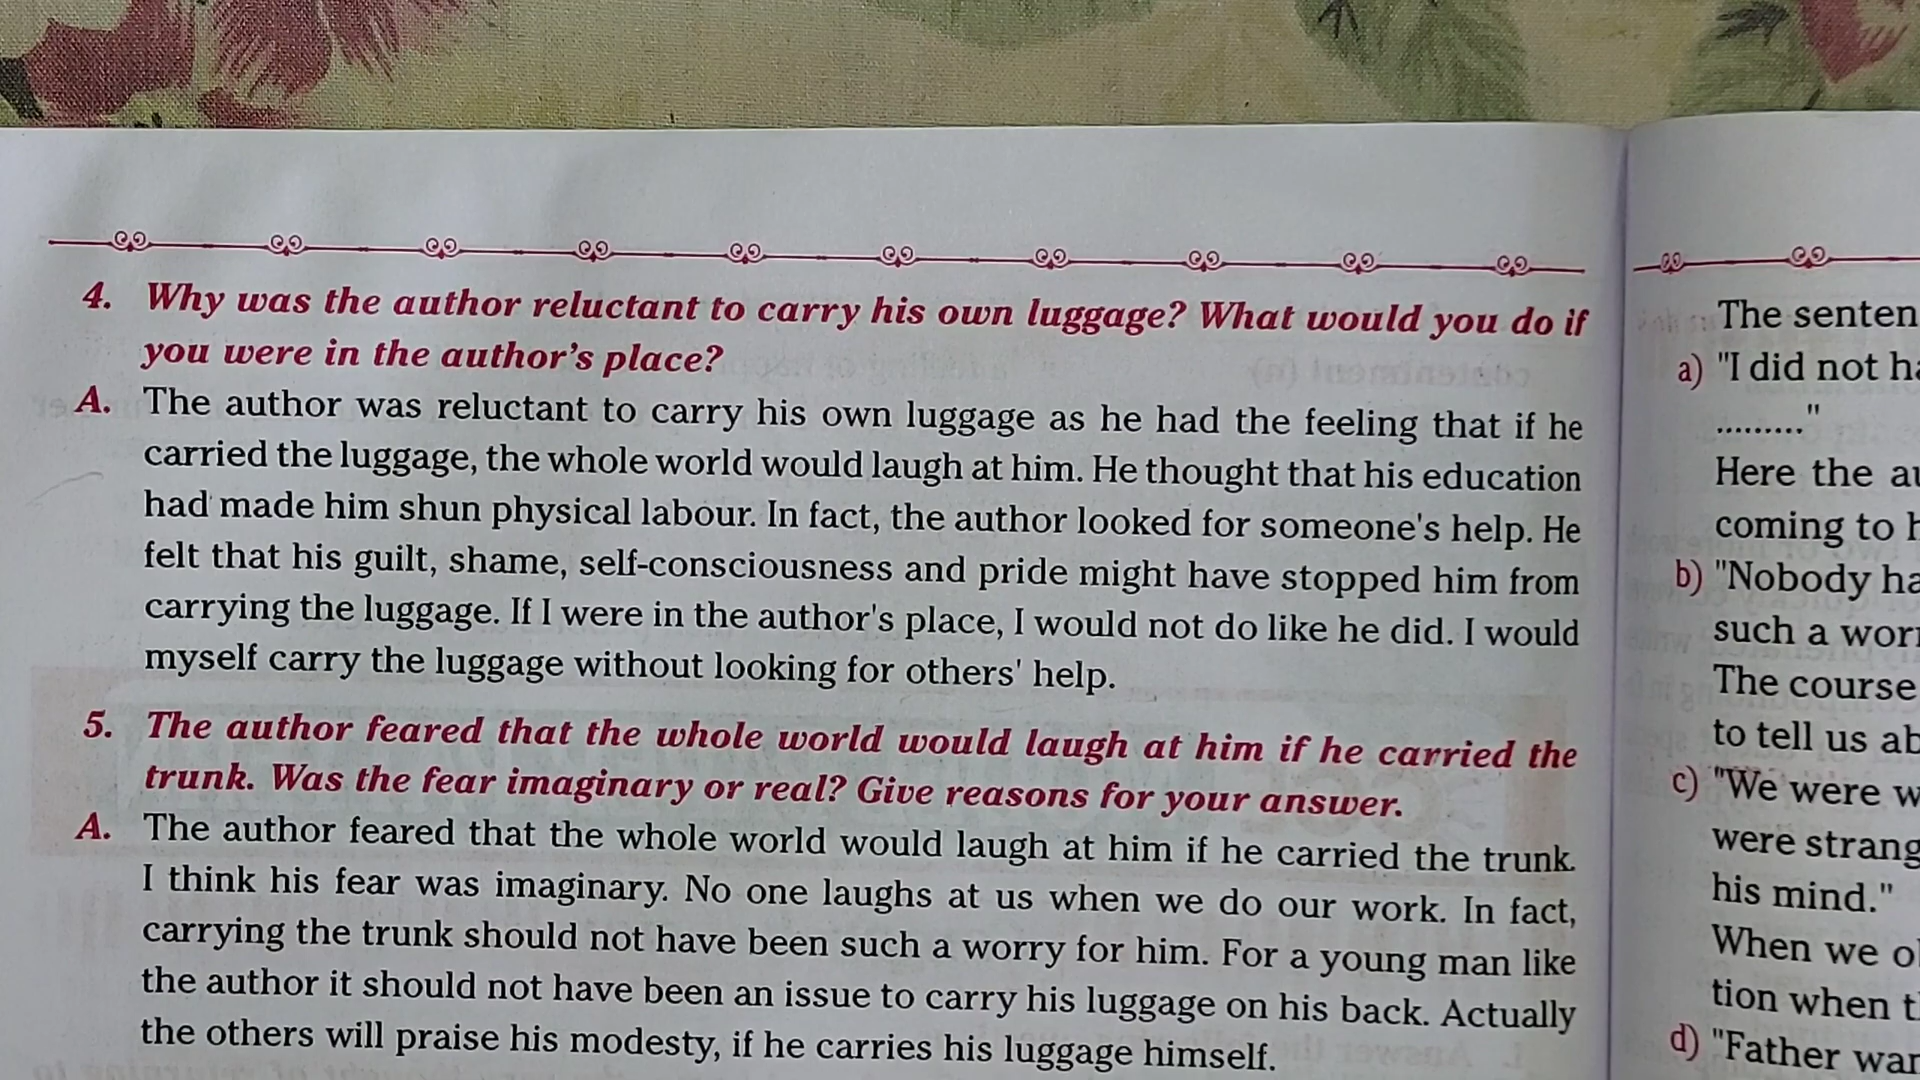 4. Why was the author reluctant to carry his own luggage? What would you do if
you were in the author's place?
A. The author was reluctant to carry his own luggage as he had the feeling that if he
carried the luggage, the whole world would laugh at him. He thought that his education
had made him shun physical labour. In fact, the author looked for someone's help. He
felt that his guilt, shame, self-consciousness and pride might have stopped him from
carrying the luggage. If I were in the author's place, I would not do like he did. I would
myself carry the luggage without looking for others' help.
5. The author feared that the whole world would laugh at him if he carried the
trunk. Was the fear imaginary or real? Give reasons for your answer.
A. The author feared that the whole world would laugh at him if he carried the trunk.
I think his fear was imaginary. No one laughs at us when we do our work. In fact,
carrying the trunk should not have been such a worry for him. For a young man like
the author it should not have been an issue to carry his luggage on his back. Actually
the others will praise his modesty, if he carries his luggage himself.
The
a) "I did not
........."
Here the
coming to
b) "Nobody
such a
The course
to tell us
c) "We were
were
his mind."
When we
tion when
d) "Father